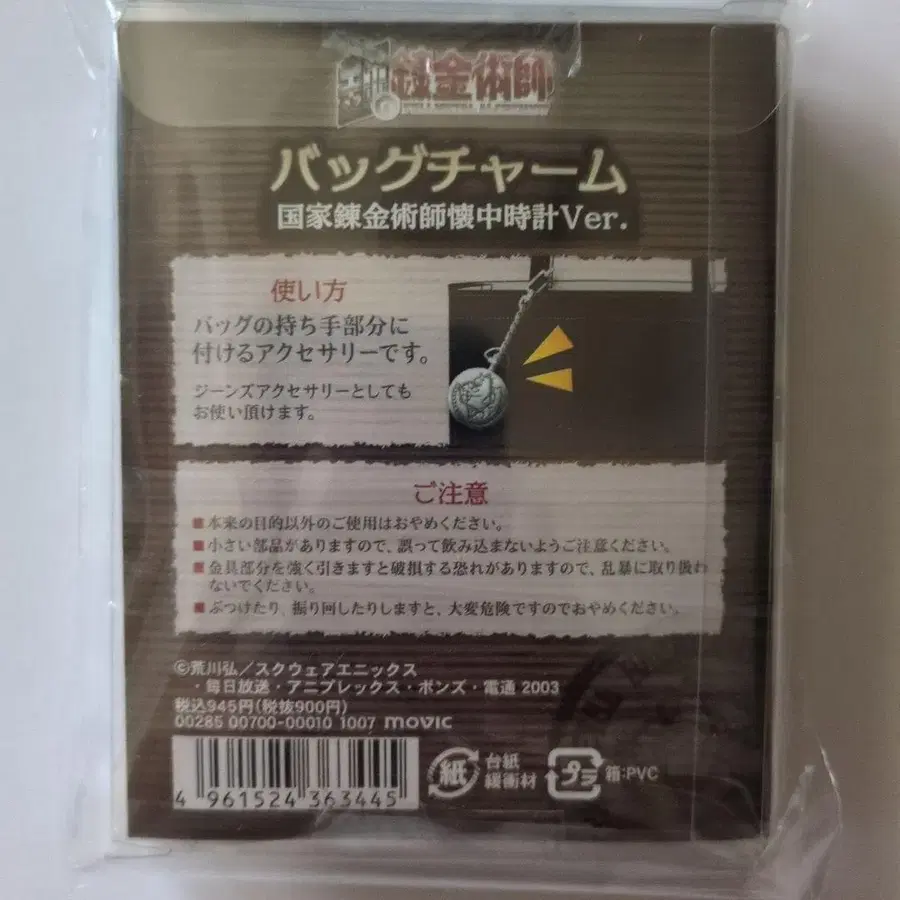 鋼の錬金術師
バッグチャーム
国家錬金術師懐中時計Ver.
使い方
バッグの持ち手部分に
付けるアクセサリーです。
ジーンズアクセサリーとしても
お使い頂けます。
ご注意
■本来の目的以外のご使用はおやめください。
■小さい部品がありますので、誤って飲み込まないようご注意ください。
■金具部分を強く引きますと破損する恐れがありますので、乱暴に取り扱わ
ないでください。
■ぶつけたり、振り回したりしますと、大変危険ですのでおやめください。
©荒川弘/スクウェアエニックス
・毎日放送・アニプレックス・ボンズ・電通 2003
税込945円(税抜900円)
00285 00700-00010 1007 movic
4 961524 363445
紙 台紙
緩衝材
プラ 箱:PVC